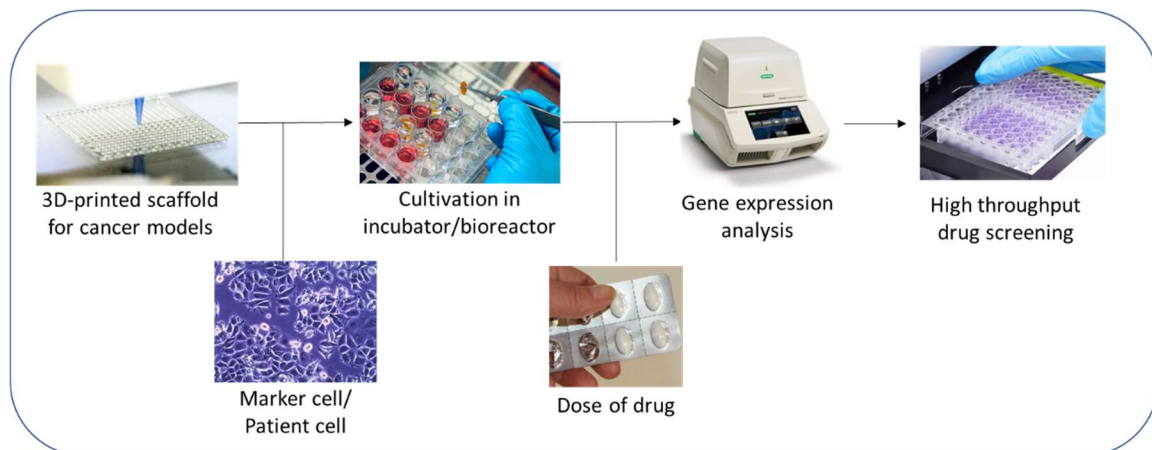 3D-printed scaffold
for cancer models
Cultivation in
incubator/bioreactor
Gene expression
analysis
High throughput
drug screening
Marker cell/
Patient cell
Dose of drug